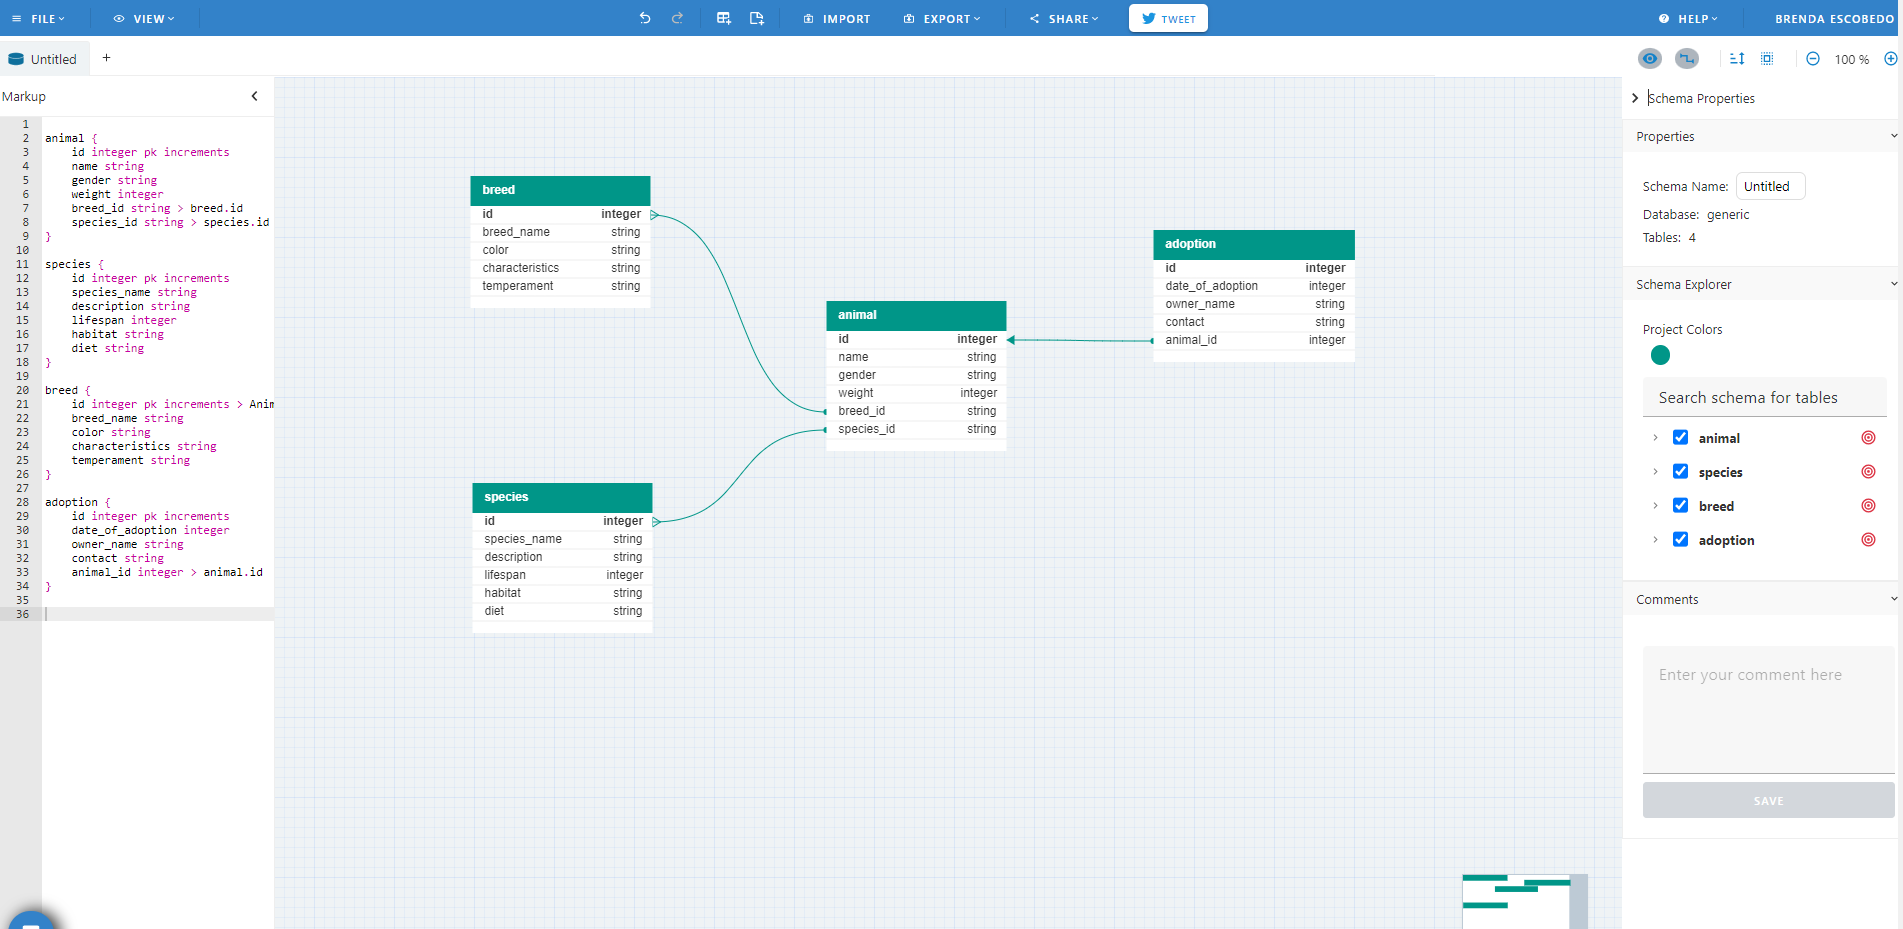 FILE
VIEW
IMPORT
EXPORT
SHARE
TWEET
HELP
BRENDA ESCOBEDO
Untitled
+
100 %
Markup
1
2 animal {
3 id integer pk increments
4 name string
5 gender string
6 weight integer
7 breed_id string > breed.id
8 species_id string > species.id
9 }
10
11 species {
12 id integer pk increments
13 species_name string
14 description string
15 lifespan integer
16 habitat string
17 diet string
18 }
19
20 breed {
21 id integer pk increments > Anim
22 breed_name string
23 color string
24 characteristics string
25 temperament string
26 }
27
28 adoption {
29 id integer pk increments
30 date_of_adoption integer
31 owner_name string
32 contact string
33 animal_id integer > animal.id
34 }
35
36
breed
id integer
breed_name string
color string
characteristics string
temperament string
animal
id integer
name string
gender string
weight integer
breed_id string
species_id string
species
id integer
species_name string
description string
lifespan integer
habitat string
diet string
adoption
id integer
date_of_adoption integer
owner_name string
contact string
animal_id integer
Schema Properties
Properties
Schema Name: Untitled
Database: generic
Tables: 4
Schema Explorer
Project Colors
Search schema for tables
animal
species
breed
adoption
Comments
Enter your comment here
SAVE